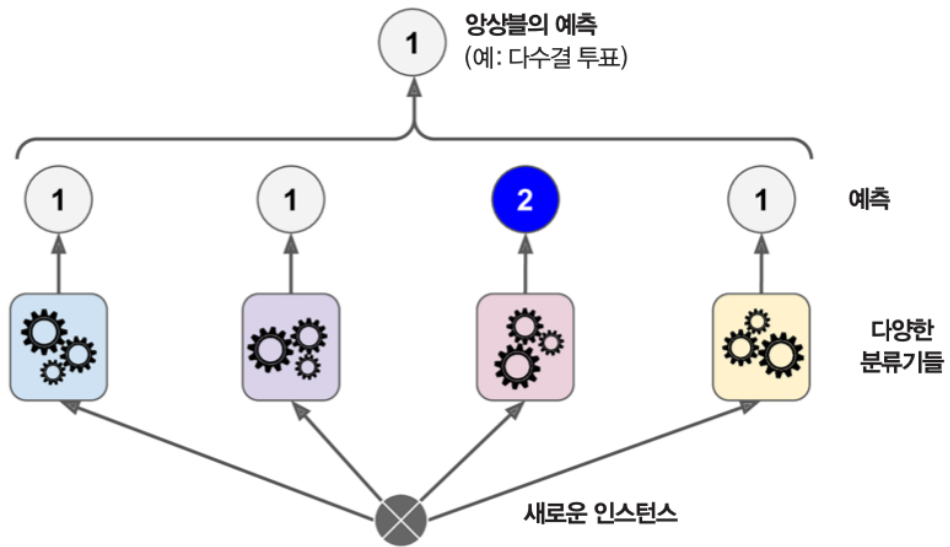 1
앙상블의 예측
(예: 다수결 투표)
1
1
2
1
예측
다양한
분류기들
새로운 인스턴스